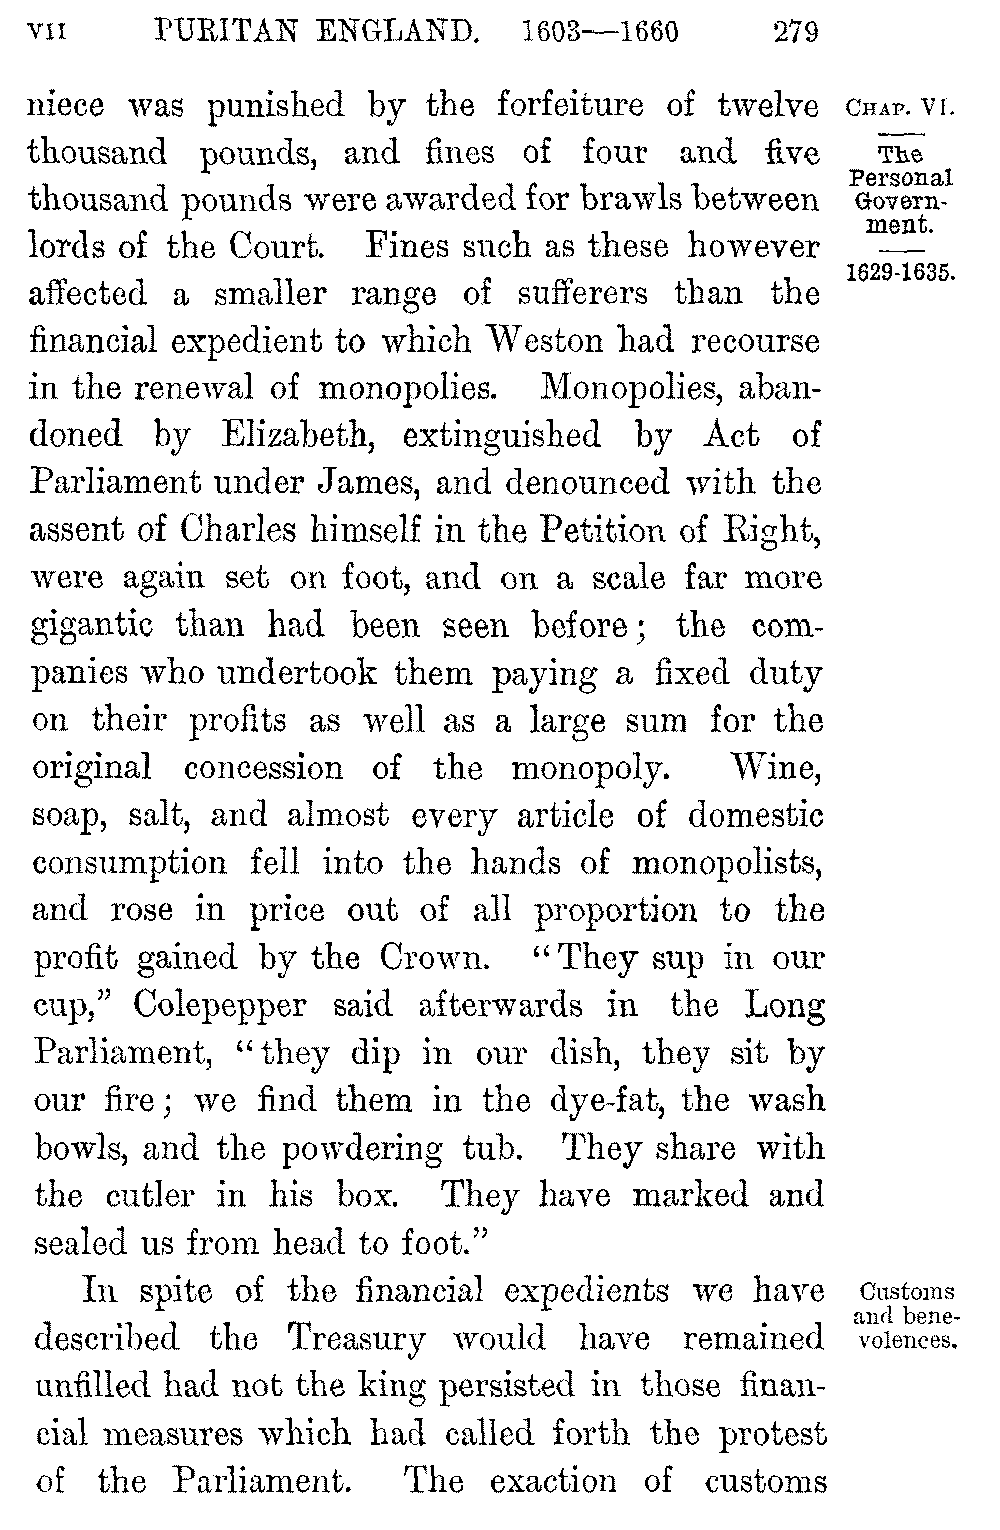 VII PURITAN ENGLAND. 1603—1660 279
niece was punished by the forfeiture of twelve
thousand pounds, and fines of four and five
thousand pounds were awarded for brawls between
lords of the Court. Fines such as these however
affected a smaller range of sufferers than the
financial expedient to which Weston had recourse
in the renewal of monopolies. Monopolies, aban-
doned by Elizabeth, extinguished by Act of
Parliament under James, and denounced with the
assent of Charles himself in the Petition of Right,
were again set on foot, and on a scale far more
gigantic than had been seen before; the com-
panies who undertook them paying a fixed duty
on their profits as well as a large sum for the
original concession of the monopoly. Wine,
soap, salt, and almost every article of domestic
consumption fell into the hands of monopolists,
and rose in price out of all proportion to the
profit gained by the Crown. "They sup in our
cup," Colepepper said afterwards in the Long
Parliament, "they dip in our dish, they sit by
our fire; we find them in the dye-fat, the wash
bowls, and the powdering tub. They share with
the cutler in his box. They have marked and
sealed us from head to foot."
In spite of the financial expedients we have
described the Treasury would have remained
unfilled had not the king persisted in those finan-
cial measures which had called forth the protest
of the Parliament. The exaction of customs
CHAP. VI.
The
Personal
Govern-
ment.
1629-1635.
Customs
and bene-
volences.